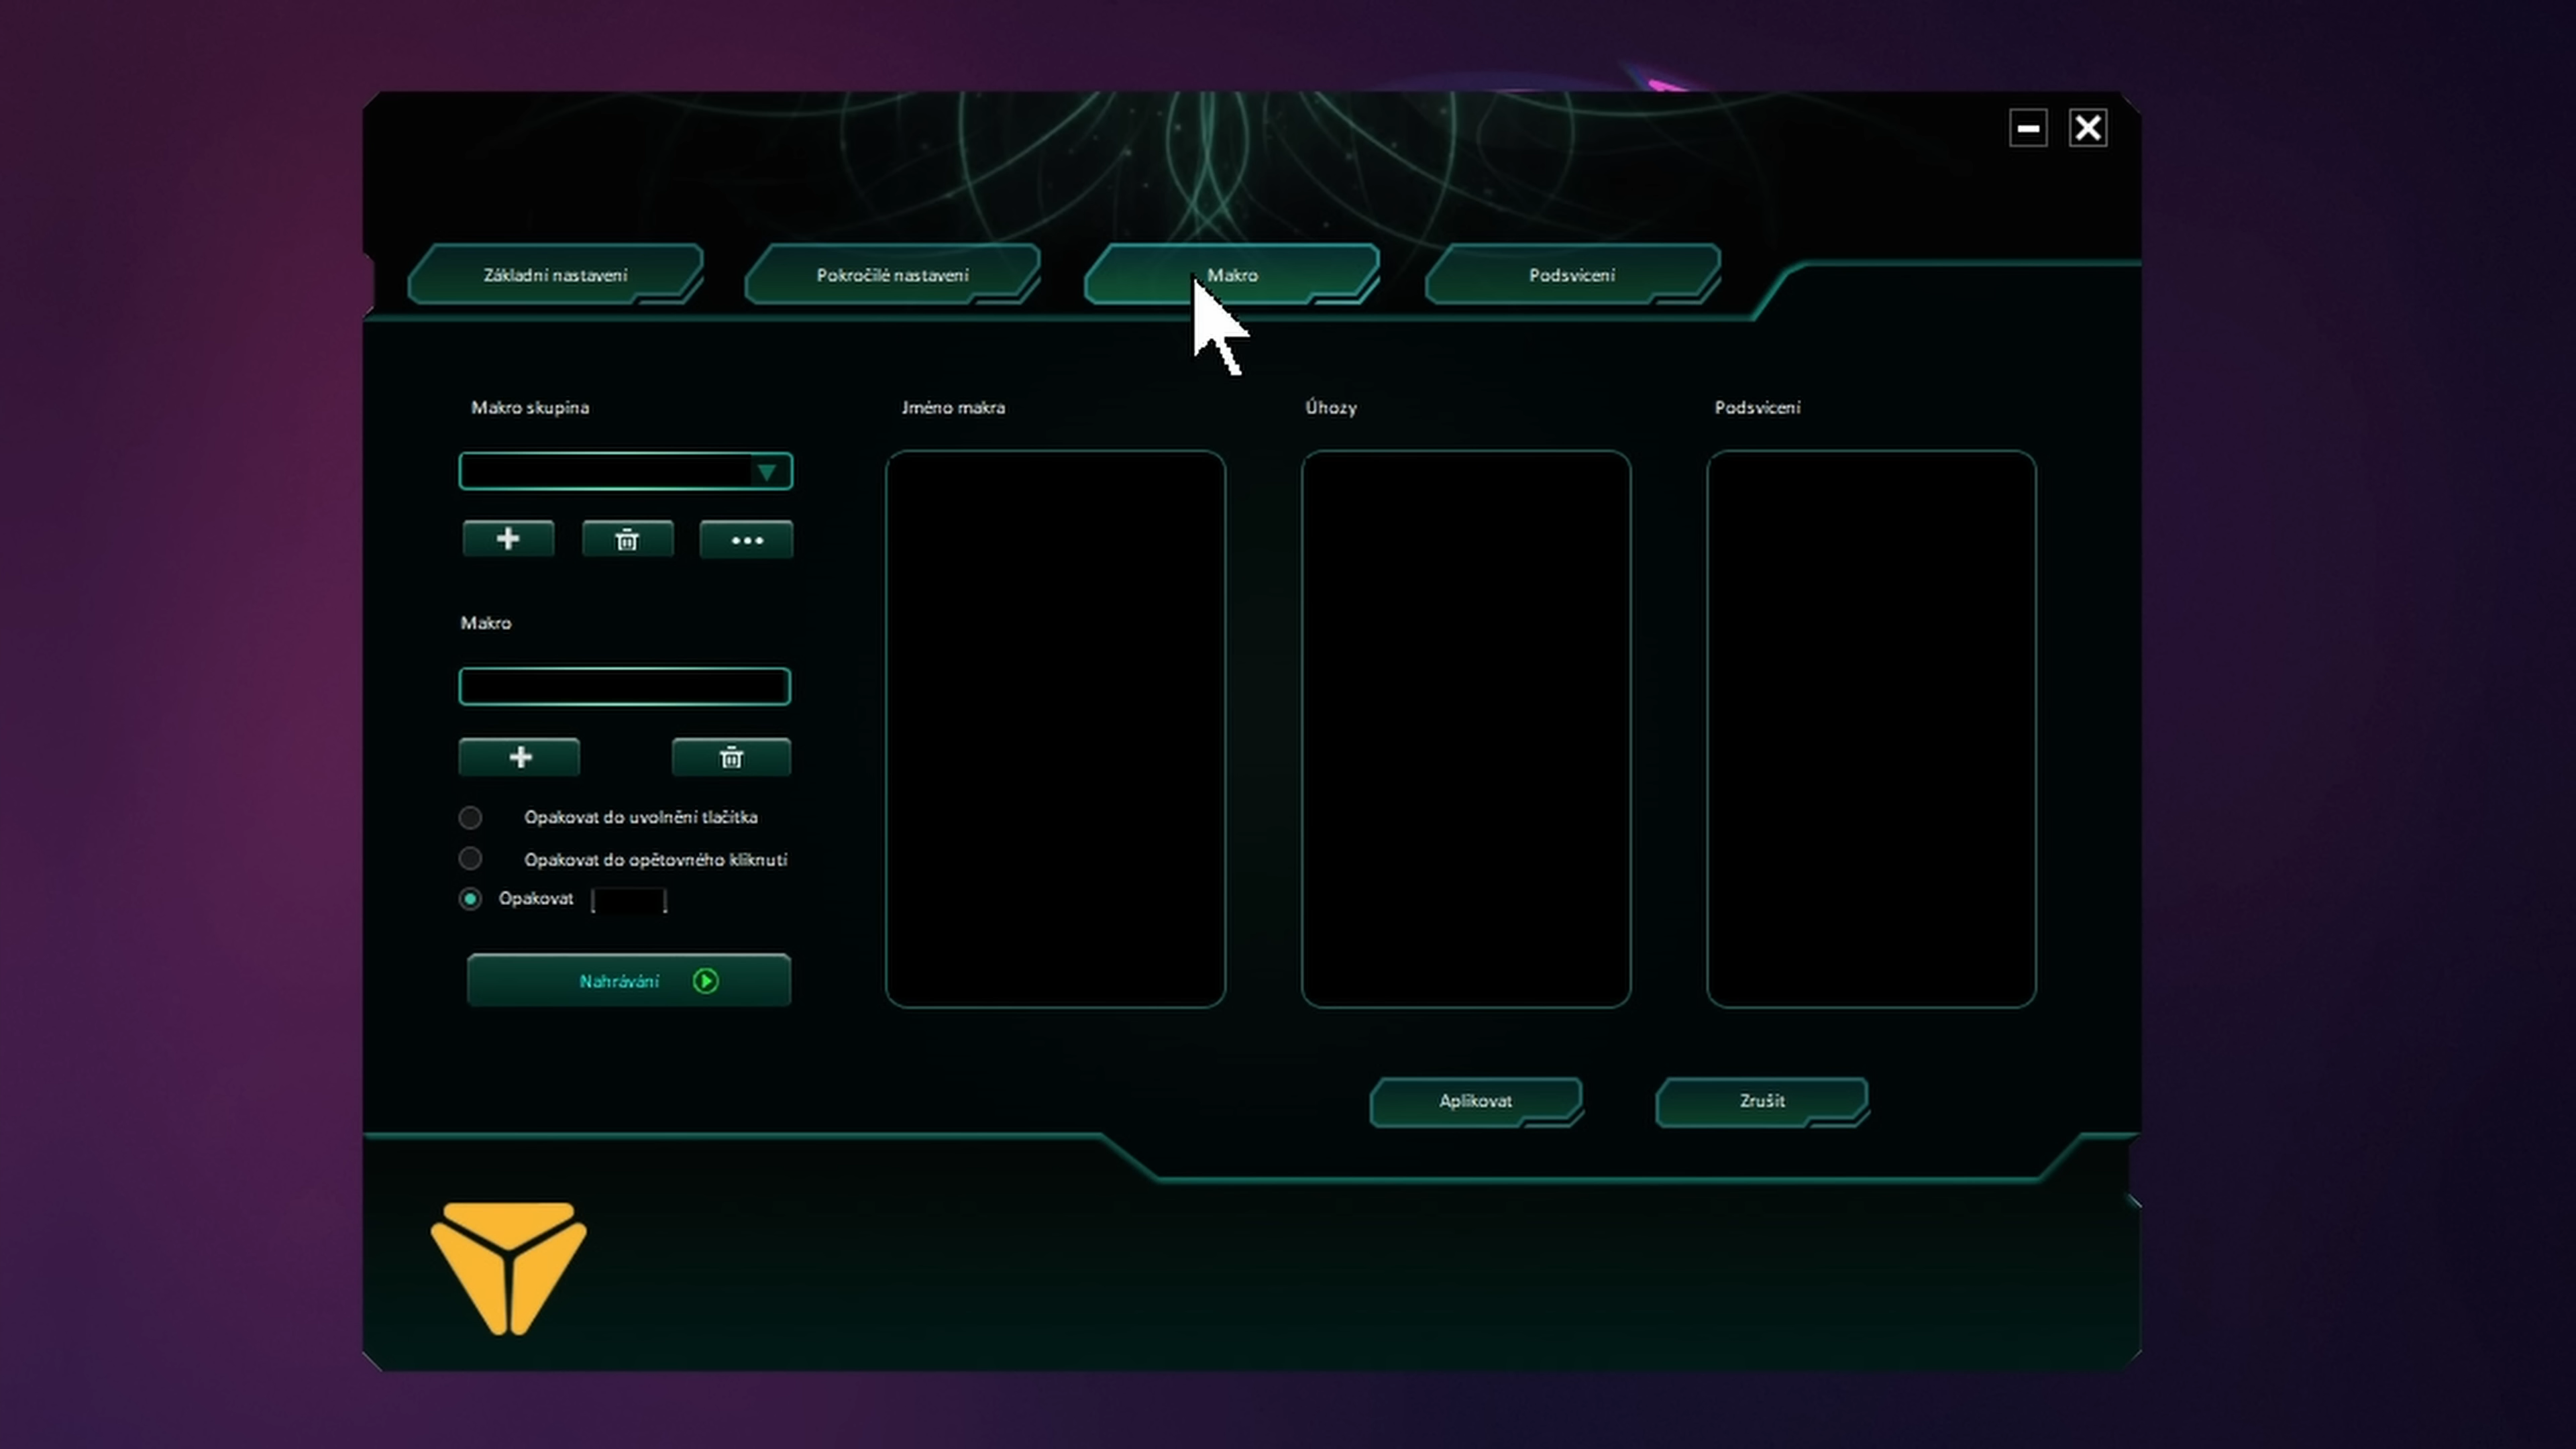 Základní nastavení
Pokročilé nastavení
Makro
Podsvícení
Makro skupina
Jméno makra
Úhozy
Podsvícení
Makro
Opakovat do uvolnění tlačítka
Opakovat do opětovného kliknutí
Opakovat
Nahrávání
Aplikovat
Zrušit